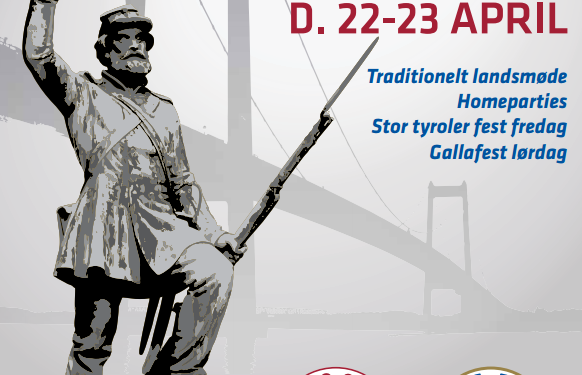 D. 22-23 APRIL
Traditionelt landsmøde
Homeparties
Stor tyroler fest fredag
Gallafest lørdag